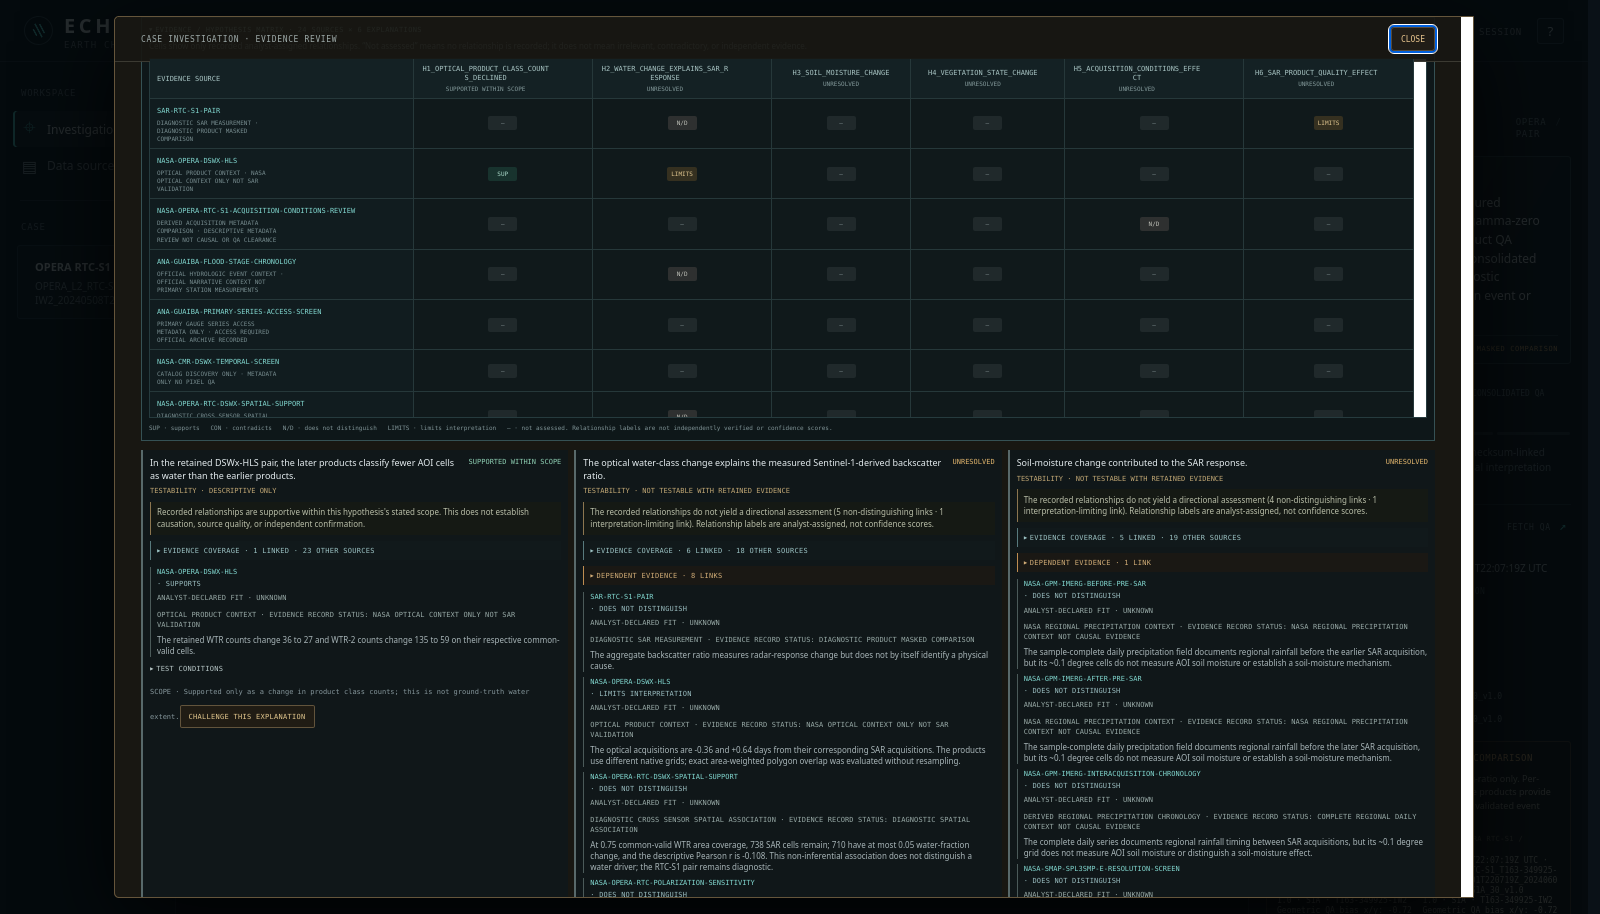 ECH
CASE INVESTIGATION · EVIDENCE REVIEW
CLOSE
SESSION
?
WORKSPACE
Investigatio
Data source
CASE
OPERA RTC-S1
EVIDENCE SOURCE
H1_OPTICAL_PRODUCT_CLASS_COUNT
S_DECLINED
SUPPORTED WITHIN SCOPE
H2_WATER_CHANGE_EXPLAINS_SAR_R
ESPONSE
UNRESOLVED
H3_SOIL_MOISTURE_CHANGE
UNRESOLVED
H4_VEGETATION_STATE_CHANGE
UNRESOLVED
H5_ACQUISITION_CONDITIONS_EFFE
CT
UNRESOLVED
H6_SAR_PRODUCT_QUALITY_EFFECT
UNRESOLVED
SAR-RTC-S1-PAIR
DIAGNOSTIC SAR MEASUREMENT ·
DIAGNOSTIC PRODUCT MASKED
COMPARISON
— N/D — — — LIMITS
NASA-OPERA-DSWX-HLS
OPTICAL PRODUCT CONTEXT · NASA
OPTICAL CONTEXT ONLY NOT SAR
VALIDATION
SUP LIMITS — — — —
NASA-OPERA-RTC-S1-ACQUISITION-CONDITIONS-REVIEW
DERIVED ACQUISITION METADATA
COMPARISON · DESCRIPTIVE METADATA
REVIEW NOT CAUSAL OR QA CLEARANCE
— — — — N/D —
ANA-GUAIBA-FLOOD-STAGE-CHRONOLOGY
OFFICIAL HYDROLOGIC EVENT CONTEXT ·
OFFICIAL NARRATIVE CONTEXT NOT
PRIMARY STATION MEASUREMENTS
— N/D — — — —
ANA-GUAIBA-PRIMARY-SERIES-ACCESS-SCREEN
PRIMARY GAUGE SERIES ACCESS
METADATA ONLY · ACCESS REQUIRED
OFFICIAL ARCHIVE RECORDED
— — — — — —
NASA-CMR-DSWX-TEMPORAL-SCREEN
CATALOG DISCOVERY ONLY · METADATA
ONLY NO PIXEL QA
— — — — — —
NASA-OPERA-RTC-DSWX-SPATIAL-SUPPORT
DIAGNOSTIC CROSS SENSOR SPATIAL
— N/D — — — —
SUP · supports CON · contradicts N/D · does not distinguish LIMITS · limits interpretation — · not assessed. Relationship labels are not independently verified or confidence scores.
In the retained DSWx-HLS pair, the later products classify fewer AOI cells
as water than the earlier products.
SUPPORTED WITHIN SCOPE
TESTABILITY · DESCRIPTIVE ONLY
Recorded relationships are supportive within this hypothesis's stated scope. This does not establish
causation, source quality, or independent confirmation.
▸ EVIDENCE COVERAGE · 1 LINKED · 23 OTHER SOURCES
NASA-OPERA-DSWX-HLS
· SUPPORTS
ANALYST-DECLARED FIT · UNKNOWN
OPTICAL PRODUCT CONTEXT · EVIDENCE RECORD STATUS: NASA OPTICAL CONTEXT ONLY NOT SAR
VALIDATION
The retained WTR counts change 36 to 27 and WTR-2 counts change 135 to 59 on their respective common-
valid cells.
▸ TEST CONDITIONS
SCOPE · Supported only as a change in product class counts; this is not ground-truth water
extent.
CHALLENGE THIS EXPLANATION
The optical water-class change explains the measured Sentinel-1-derived backscatter
ratio.
UNRESOLVED
TESTABILITY · NOT TESTABLE WITH RETAINED EVIDENCE
The recorded relationships do not yield a directional assessment (5 non-distinguishing links · 1
interpretation-limiting link). Relationship labels are analyst-assigned, not confidence scores.
▸ EVIDENCE COVERAGE · 6 LINKED · 18 OTHER SOURCES
▸ DEPENDENT EVIDENCE · 8 LINKS
SAR-RTC-S1-PAIR
· DOES NOT DISTINGUISH
ANALYST-DECLARED FIT · UNKNOWN
DIAGNOSTIC SAR MEASUREMENT · EVIDENCE RECORD STATUS: DIAGNOSTIC PRODUCT MASKED COMPARISON
The aggregate backscatter ratio measures radar-response change but does not by itself identify a physical
cause.
NASA-OPERA-DSWX-HLS
· LIMITS INTERPRETATION
ANALYST-DECLARED FIT · UNKNOWN
OPTICAL PRODUCT CONTEXT · EVIDENCE RECORD STATUS: NASA OPTICAL CONTEXT ONLY NOT SAR
VALIDATION
The optical acquisitions are -0.36 and +0.64 days from their corresponding SAR acquisitions. The products
use different native grids; exact area-weighted polygon overlap was evaluated without resampling.
NASA-OPERA-RTC-DSWX-SPATIAL-SUPPORT
· DOES NOT DISTINGUISH
ANALYST-DECLARED FIT · UNKNOWN
DIAGNOSTIC CROSS SENSOR SPATIAL ASSOCIATION · EVIDENCE RECORD STATUS: DIAGNOSTIC SPATIAL
ASSOCIATION
At 0.75 common-valid WTR area coverage, 738 SAR cells remain; 710 have at most 0.05 water-fraction
change, and the descriptive Pearson r is -0.108. This non-inferential association does not distinguish a
water driver; the RTC-S1 pair remains diagnostic.
NASA-OPERA-RTC-POLARIZATION-SENSITIVITY
· DOES NOT DISTINGUISH
Soil-moisture change contributed to the SAR response.
UNRESOLVED
TESTABILITY · NOT TESTABLE WITH RETAINED EVIDENCE
The recorded relationships do not yield a directional assessment (4 non-distinguishing links · 1
interpretation-limiting link). Relationship labels are analyst-assigned, not confidence scores.
▸ EVIDENCE COVERAGE · 5 LINKED · 19 OTHER SOURCES
▸ DEPENDENT EVIDENCE · 1 LINK
NASA-GPM-IMERG-BEFORE-PRE-SAR
· DOES NOT DISTINGUISH
ANALYST-DECLARED FIT · UNKNOWN
NASA REGIONAL PRECIPITATION CONTEXT · EVIDENCE RECORD STATUS: NASA REGIONAL PRECIPITATION
CONTEXT NOT CAUSAL EVIDENCE
The sample-complete daily precipitation field documents regional rainfall before the earlier SAR acquisition,
but its ~0.1 degree cells do not measure AOI soil moisture or establish a soil-moisture mechanism.
NASA-GPM-IMERG-AFTER-PRE-SAR
· DOES NOT DISTINGUISH
ANALYST-DECLARED FIT · UNKNOWN
NASA REGIONAL PRECIPITATION CONTEXT · EVIDENCE RECORD STATUS: NASA REGIONAL PRECIPITATION
CONTEXT NOT CAUSAL EVIDENCE
The sample-complete daily precipitation field documents regional rainfall before the later SAR acquisition,
but its ~0.1 degree cells do not measure AOI soil moisture or establish a soil-moisture mechanism.
NASA-GPM-IMERG-INTERACQUISITION-CHRONOLOGY
· DOES NOT DISTINGUISH
ANALYST-DECLARED FIT · UNKNOWN
DERIVED REGIONAL PRECIPITATION CHRONOLOGY · EVIDENCE RECORD STATUS: COMPLETE REGIONAL DAILY
CONTEXT NOT CAUSAL EVIDENCE
The complete daily series documents regional rainfall timing between SAR acquisitions, but its ~0.1 degree
grid does not measure AOI soil moisture or distinguish a soil-moisture effect.
NASA-SMAP-SPL3SMP-E-RESOLUTION-SCREEN
· DOES NOT DISTINGUISH
ANALYST-DECLARED FIT · UNKNOWN